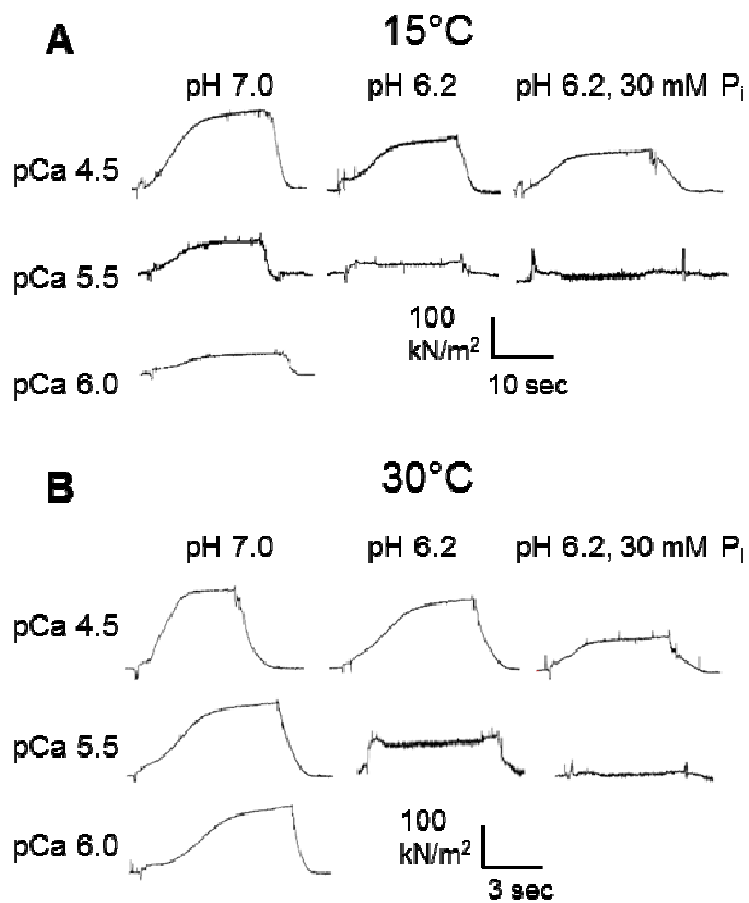 A 15°C
pH 7.0 pH 6.2 pH 6.2, 30 mM Pi
pCa 4.5
pCa 5.5
100
kN/m²
10 sec
pCa 6.0
B 30°C
pH 7.0 pH 6.2 pH 6.2, 30 mM Pi
pCa 4.5
pCa 5.5
pCa 6.0
100
kN/m²
3 sec